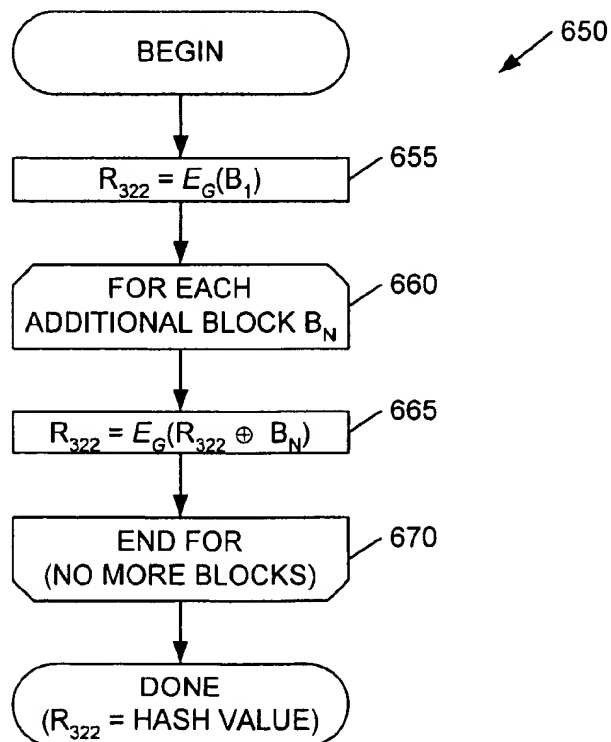 BEGIN
650
R322 = EG(B1)
655
FOR EACH
ADDITIONAL BLOCK BN
660
R322 = EG(R322 ⊕ BN)
665
END FOR
(NO MORE BLOCKS)
670
DONE
(R322 = HASH VALUE)